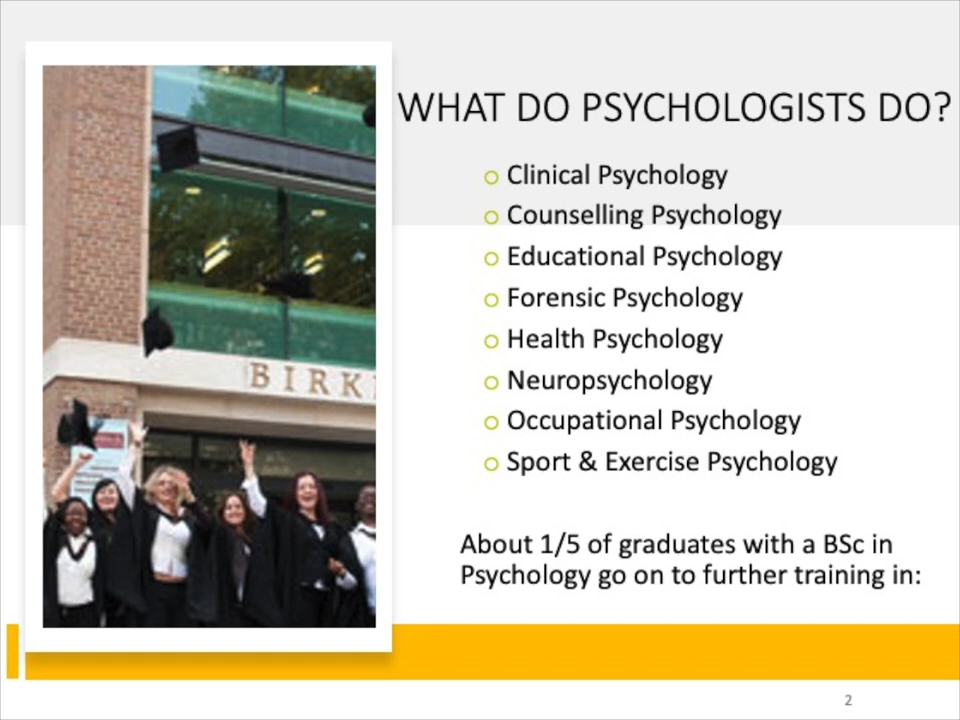 WHAT DO PSYCHOLOGISTS DO?
Clinical Psychology
Counselling Psychology
Educational Psychology
Forensic Psychology
Health Psychology
Neuropsychology
Occupational Psychology
Sport & Exercise Psychology
About 1/5 of graduates with a BSc in
Psychology go on to further training in:
BIRK
2